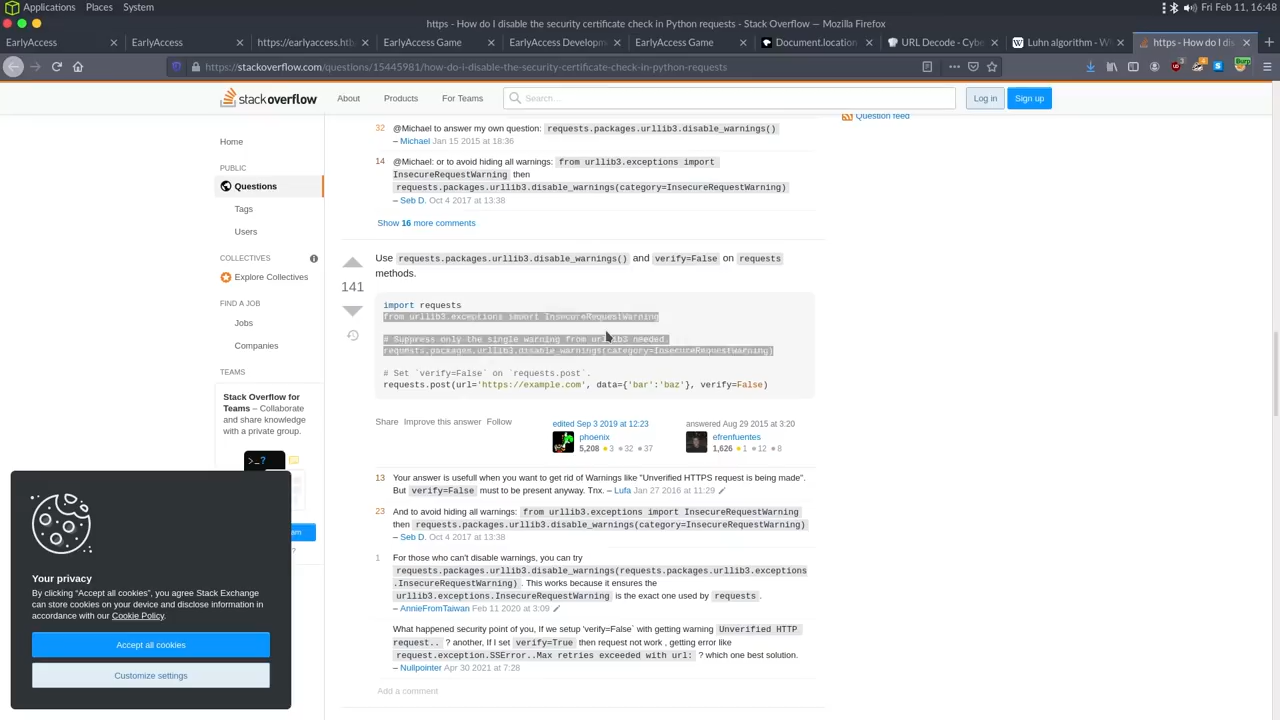 Applications Places System
Fri Feb 11, 16:48
https - How do I disable the security certificate check in Python requests - Stack Overflow — Mozilla Firefox
EarlyAccess
EarlyAccess
https://earlyaccess.ht
EarlyAccess Game
EarlyAccess Developm
EarlyAccess Game
Document.location
URL Decode - Cybe
Luhn algorithm - Wi
https - How do I dis
https://stackoverflow.com/questions/15445981/how-do-i-disable-the-security-certificate-check-in-python-requests
stackoverflow
About
Products
For Teams
Search…
Log in
Sign up
Question feed
Home
PUBLIC
Questions
Tags
Users
COLLECTIVES
Explore Collectives
FIND A JOB
Jobs
Companies
TEAMS
Stack Overflow for
Teams – Collaborate
and share knowledge
with a private group.
>_?
32 @Michael to answer my own question: requests.packages.urllib3.disable_warnings()
– Michael Jan 15 2015 at 18:36
14 @Michael: or to avoid hiding all warnings: from urllib3.exceptions import
InsecureRequestWarning then
requests.packages.urllib3.disable_warnings(category=InsecureRequestWarning)
– Seb D. Oct 4 2017 at 13:38
Show 16 more comments
141
Use requests.packages.urllib3.disable_warnings() and verify=False on requests
methods.
import requests
from urllib3.exceptions import InsecureRequestWarning
# Suppress only the single warning from urllib3 needed.
requests.packages.urllib3.disable_warnings(category=InsecureRequestWarning)
# Set `verify=False` on `requests.post`.
requests.post(url='https://example.com', data={'bar':'baz'}, verify=False)
Share Improve this answer Follow
edited Sep 3 2019 at 12:23
phoenix
5,208 3 32 37
answered Aug 29 2015 at 3:20
efrenfuentes
1,626 1 12 8
13 Your answer is usefull when you want to get rid of Warnings like "Unverified HTTPS request is being made".
But verify=False must to be present anyway. Tnx. – Lufa Jan 27 2016 at 11:29
23 And to avoid hiding all warnings: from urllib3.exceptions import InsecureRequestWarning
then requests.packages.urllib3.disable_warnings(category=InsecureRequestWarning)
– Seb D. Oct 4 2017 at 13:38
1 For those who can't disable warnings, you can try
requests.packages.urllib3.disable_warnings(requests.packages.urllib3.exceptions
.InsecureRequestWarning) . This works because it ensures the
urllib3.exceptions.InsecureRequestWarning is the exact one used by requests .
– AnnieFromTaiwan Feb 11 2020 at 3:09
What happened security point of you, If we setup 'verify=False` with getting warning Unverified HTTP
request.. ? another, If I set verify=True then request not work , getting error like
request.exception.SSError..Max retries exceeded with url: ? which one best solution.
– Nullpointer Apr 30 2021 at 7:28
Add a comment
Your privacy
By clicking “Accept all cookies”, you agree Stack Exchange
can store cookies on your device and disclose information in
accordance with our Cookie Policy.
Accept all cookies
Customize settings